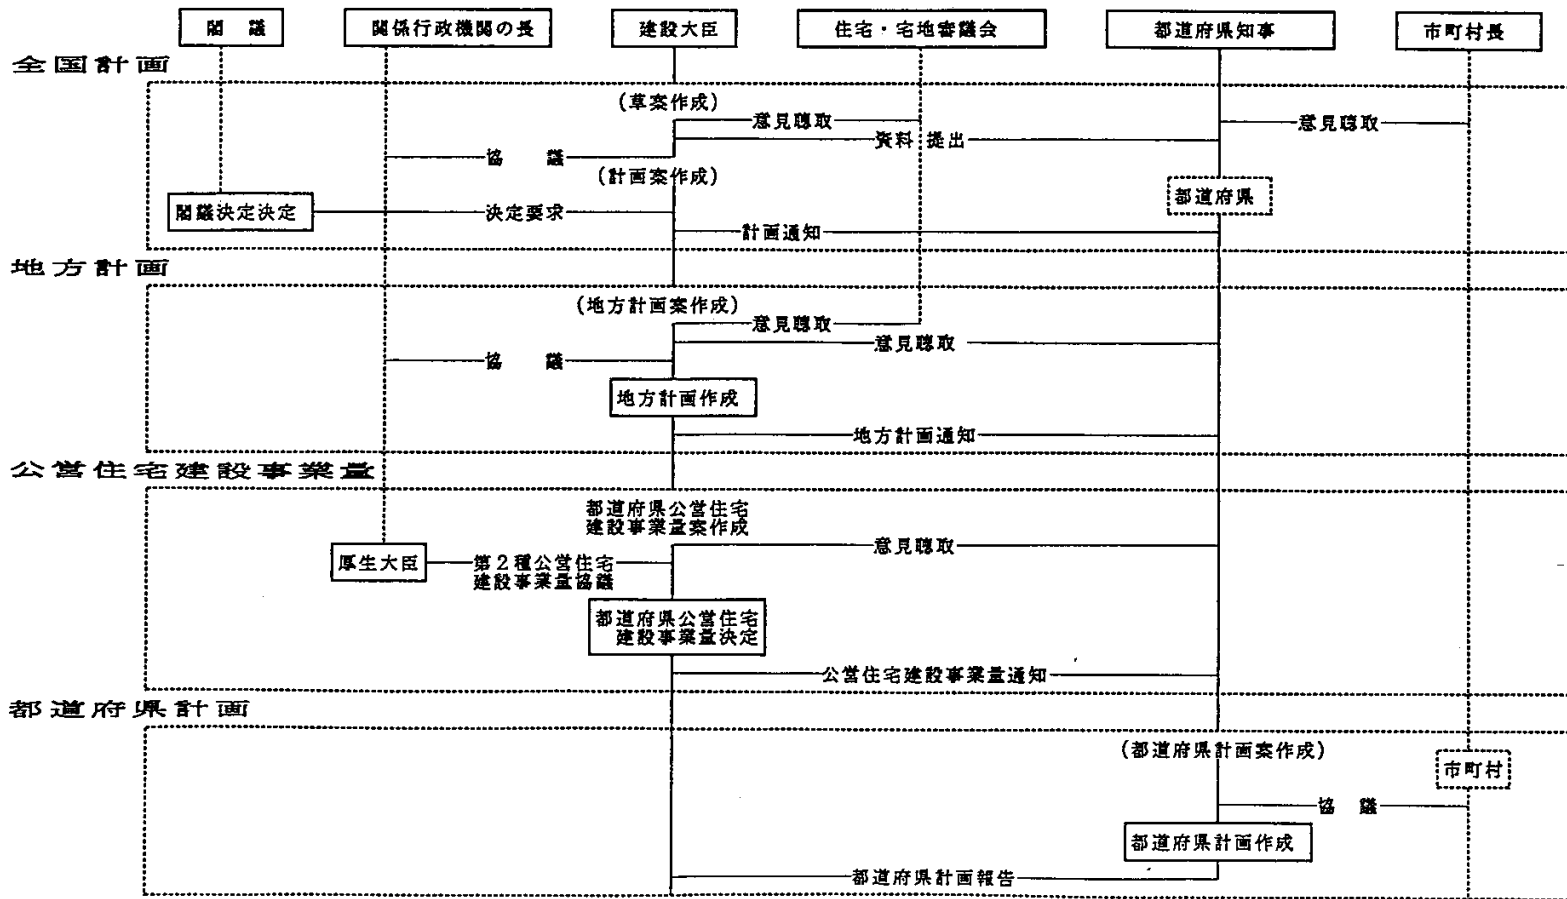 閣　議
関係行政機関の長
建設大臣
住宅・宅地審議会
都道府県知事
市町村長
全国計画
(草案作成)
意見聴取
意見聴取
資料 提出
協　議
(計画案作成)
都道府県
閣議決定決定
決定要求
計画通知
地方計画
(地方計画案作成)
意見聴取
意見聴取
協　議
地方計画作成
地方計画通知
公営住宅建設事業量
都道府県公営住宅
建設事業量案作成
意見聴取
厚生大臣
第2種公営住宅
建設事業量協議
都道府県公営住宅
建設事業量決定
公営住宅建設事業量通知
都道府県計画
(都道府県計画案作成)
市町村
協　議
都道府県計画作成
都道府県計画報告